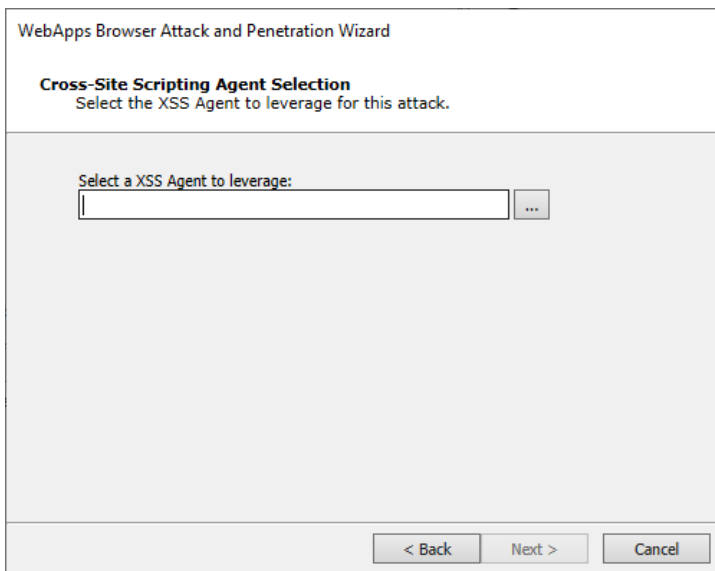 WebApps Browser Attack and Penetration Wizard
Cross-Site Scripting Agent Selection
Select the XSS Agent to leverage for this attack.
Select a XSS Agent to leverage:
...
< Back Next > Cancel